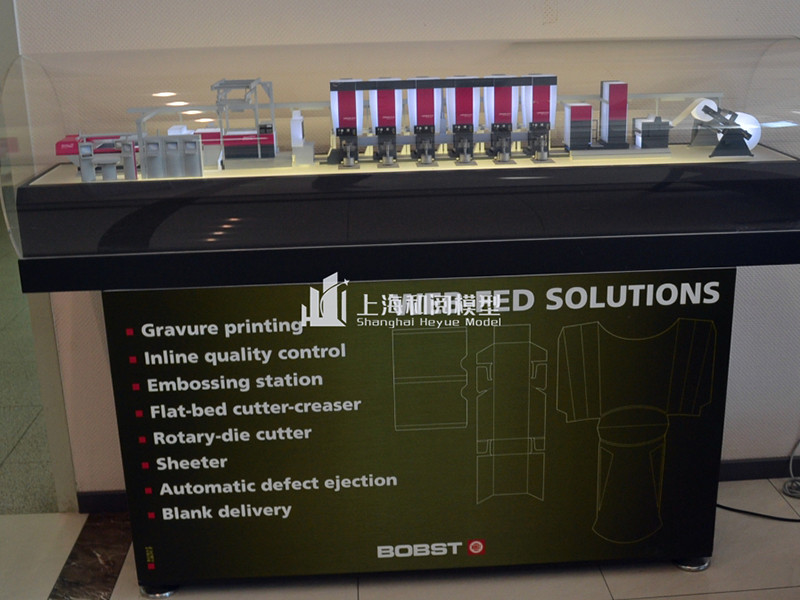 上海和阅模型
Shanghai Heyue Model
FED SOLUTIONS
Gravure printing
Inline quality control
Embossing station
Flat-bed cutter-creaser
Rotary-die cutter
Sheeter
Automatic defect ejection
Blank delivery
BOBST